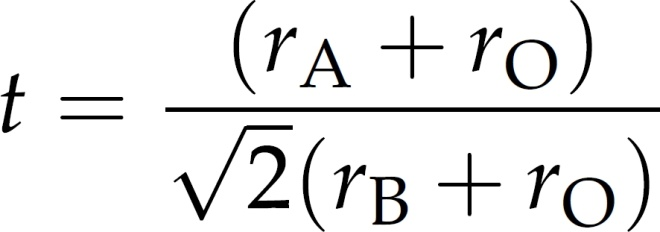 t = (r_A + r_O) / √2(r_B + r_O)